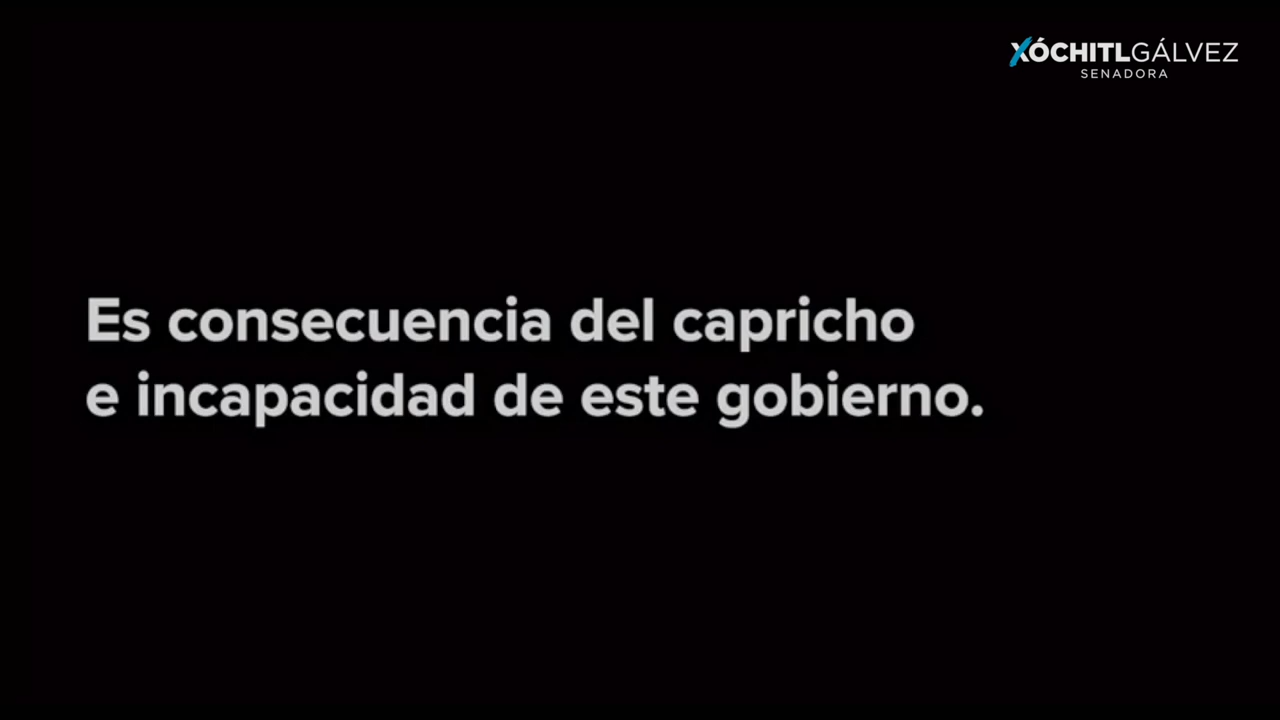 XÓCHITLGÁLVEZ
SENADORA
Es consecuencia del capricho
e incapacidad de este gobierno.